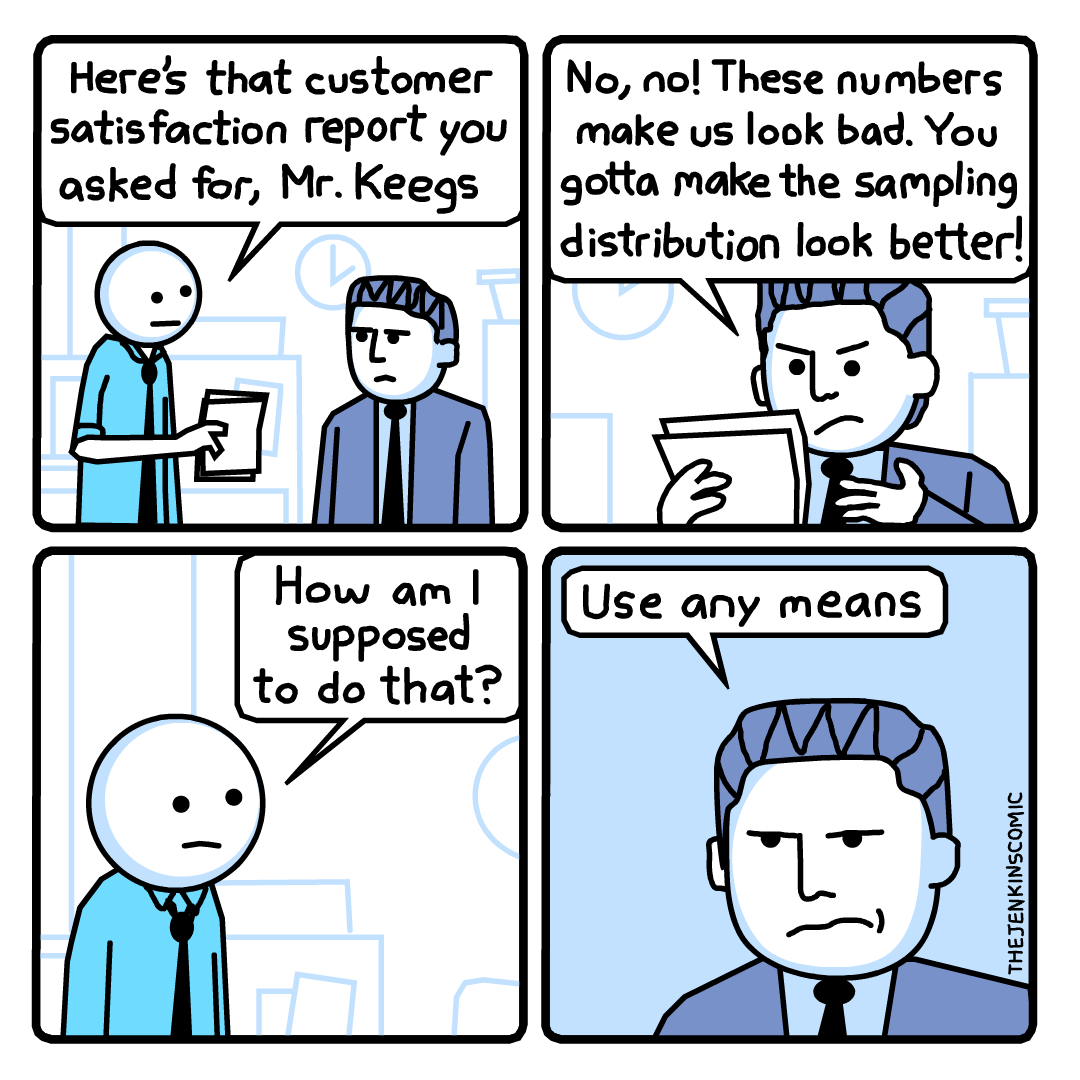 Here's that customer
satisfaction report you
asked for, Mr. Keegs
No, no! These numbers
make us look bad. You
gotta make the sampling
distribution look better!
How am I
supposed
to do that?
Use any means
THEJENKINSCOMIC